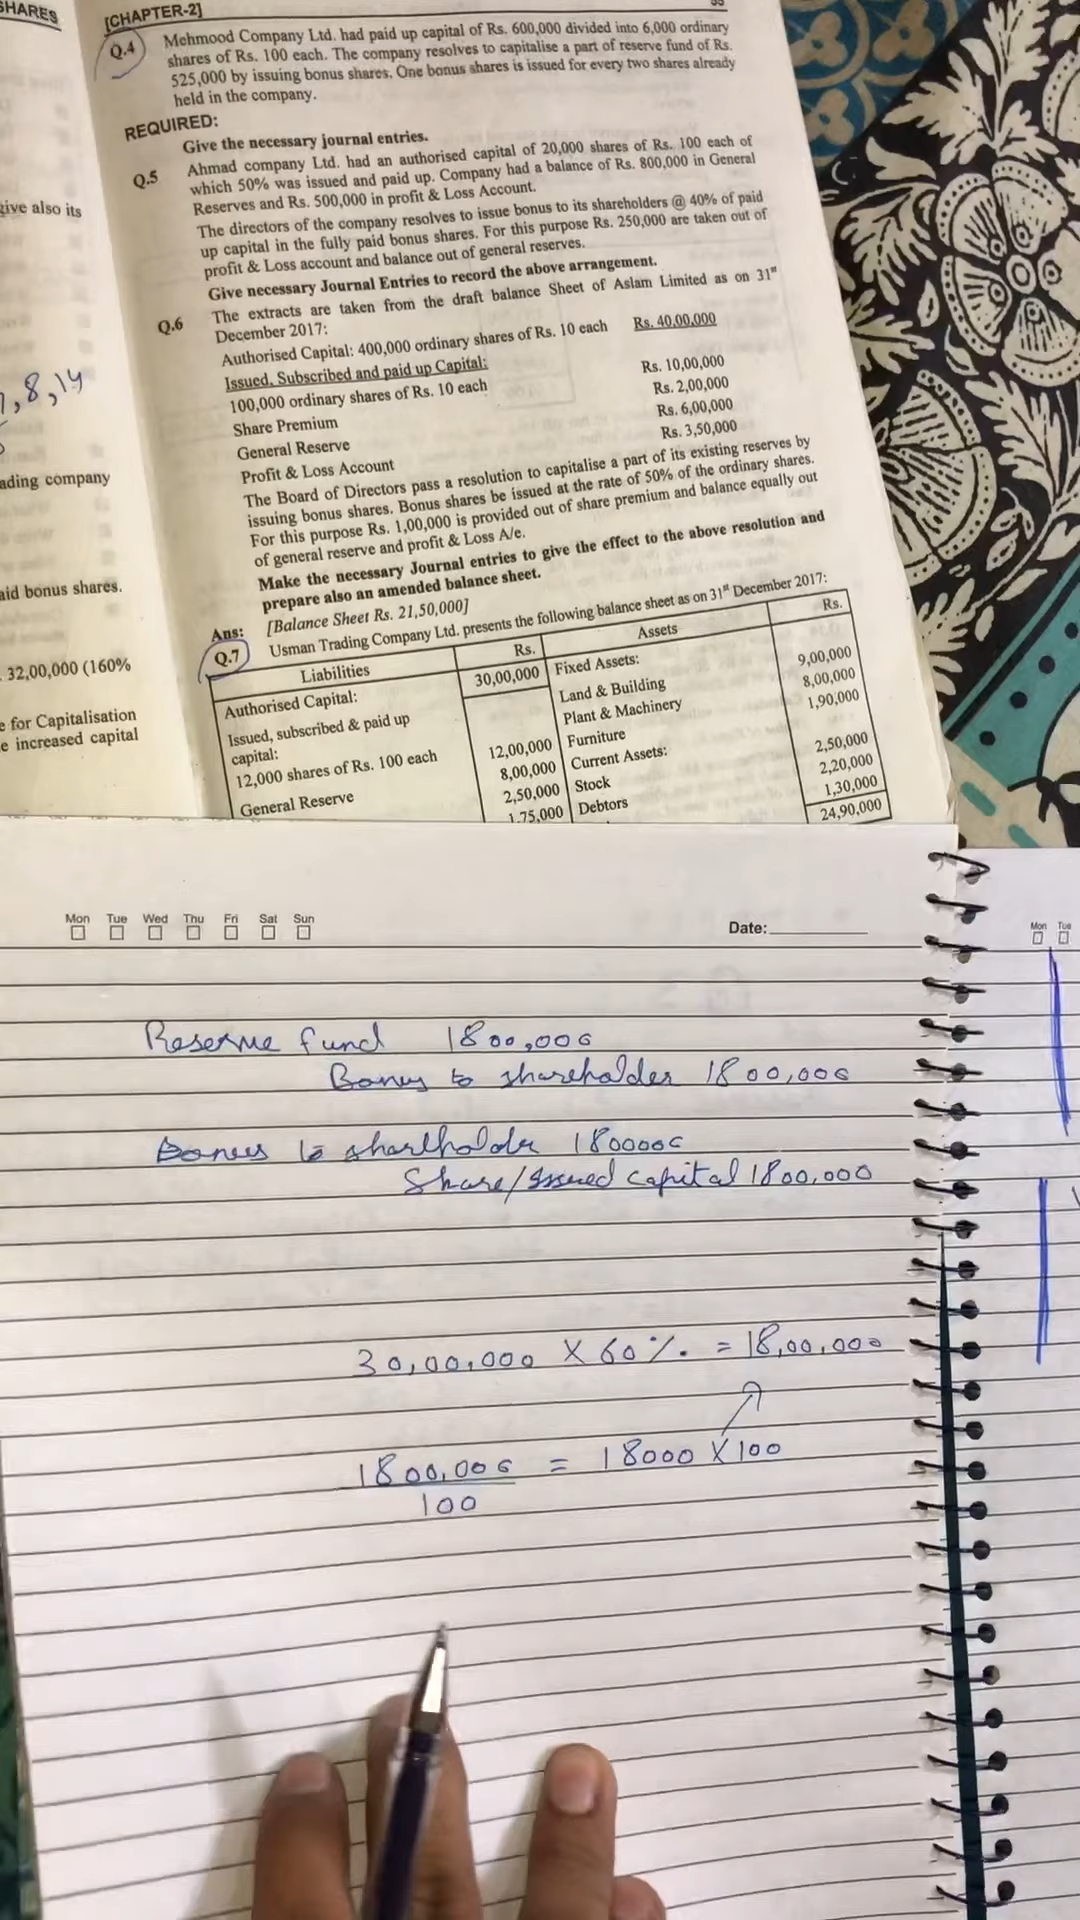 SHARES
[CHAPTER-2]
Q.4 Mehmood Company Ltd. had paid up capital of Rs. 600,000 divided into 6,000 ordinary
shares of Rs. 100 each. The company resolves to capitalise a part of reserve fund of Rs.
525,000 by issuing bonus shares. One bonus shares is issued for every two shares already
held in the company.
REQUIRED:
Give the necessary journal entries.
Q.5 Ahmad company Ltd. had an authorised capital of 20,000 shares of Rs. 100 each of
which 50% was issued and paid up. Company had a balance of Rs. 800,000 in General
Reserves and Rs. 500,000 in profit & Loss Account.
The directors of the company resolves to issue bonus to its shareholders @ 40% of paid
up capital in the fully paid bonus shares. For this purpose Rs. 250,000 are taken out of
profit & Loss account and balance out of general reserves.
Give necessary Journal Entries to record the above arrangement.
Q.6 The extracts are taken from the draft balance Sheet of Aslam Limited as on 31st
December 2017:
Authorised Capital: 400,000 ordinary shares of Rs. 10 each Rs. 40,00,000
Issued, Subscribed and paid up Capital:
100,000 ordinary shares of Rs. 10 each Rs. 10,00,000
Share Premium Rs. 2,00,000
General Reserve Rs. 6,00,000
Profit & Loss Account Rs. 3,50,000
The Board of Directors pass a resolution to capitalise a part of its existing reserves by
issuing bonus shares. Bonus shares be issued at the rate of 50% of the ordinary shares.
For this purpose Rs. 1,00,000 is provided out of share premium and balance equally out
of general reserve and profit & Loss A/e.
Make the necessary Journal entries to give the effect to the above resolution and
prepare also an amended balance sheet.
Ans: [Balance Sheet Rs. 21,50,000]
Q.7 Usman Trading Company Ltd. presents the following balance sheet as on 31st December 2017:
Liabilities Rs. Assets Rs.
Authorised Capital: 30,00,000 Fixed Assets:
Issued, subscribed & paid up Land & Building 9,00,000
capital: Plant & Machinery 8,00,000
12,000 shares of Rs. 100 each 12,00,000 Furniture 1,90,000
General Reserve 8,00,000 Current Assets:
2,50,000 Stock 2,50,000
1,75,000 Debtors 2,20,000
1,30,000
24,90,000
give also its
, 8, 14
ading company
aid bonus shares.
32,00,000 (160%
e for Capitalisation
e increased capital
Mon Tue Wed Thu Fri Sat Sun
Date:
Mon Tue
Reserve fund 1800,000
Bonus to shareholder 1800,000
Bonus to shareholder 1800000
Share/Issued capital 1800,000
30,00,000 X 60%. = 18,00,000
1800,000 = 18000 X 100
100